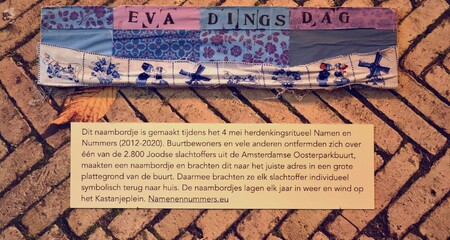 EVA DINGSDAG
Dit naambordje is gemaakt tijdens het 4 mei herdenkingsritueel Namen en
Nummers (2012-2020). Buurtbewoners en vele anderen ontfermden zich over
één van de 2.800 Joodse slachtoffers uit de Amsterdamse Oosterparkbuurt,
maakten een naambordje en brachten dit naar het juiste adres in een grote
plattegrond van de buurt. Daarmee brachten ze elk slachtoffer individueel
symbolisch terug naar huis. De naambordjes lagen elk jaar in weer en wind op
het Kastanjeplein. Namenennummers.eu